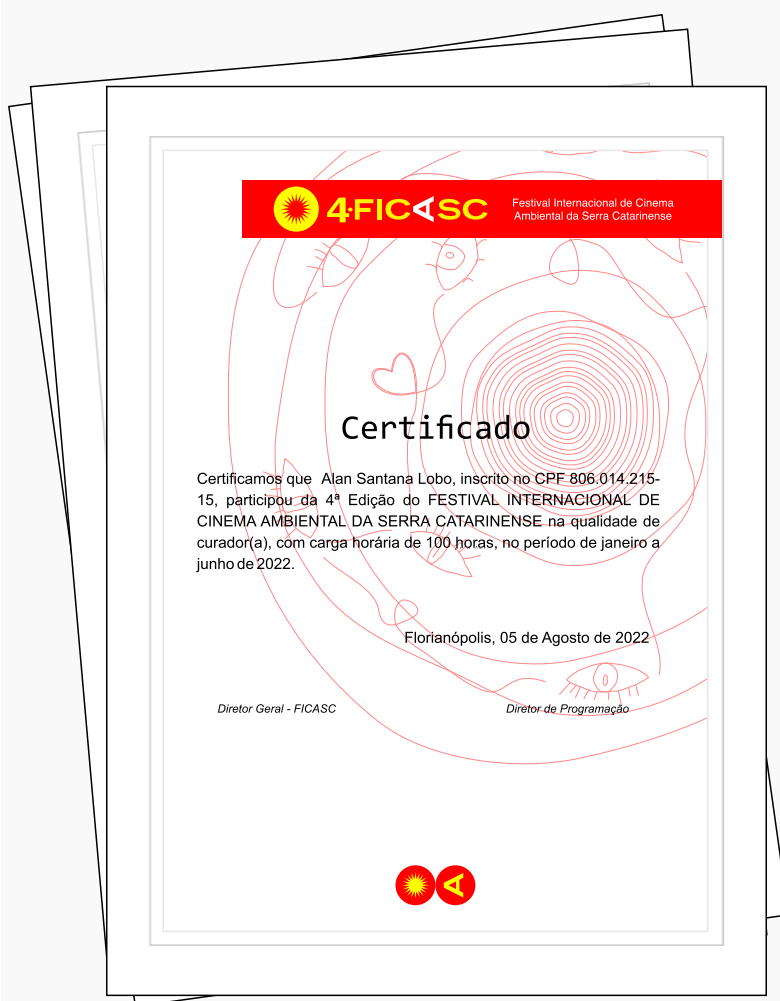 4·FICASC
Festival Internacional de Cinema
Ambiental da Serra Catarinense
Certificado
Certificamos que Alan Santana Lobo, inscrito no CPF 806.014.215-
15, participou da 4ª Edição do FESTIVAL INTERNACIONAL DE
CINEMA AMBIENTAL DA SERRA CATARINENSE na qualidade de
curador(a), com carga horária de 100 horas, no período de janeiro a
junho de 2022.
Florianópolis, 05 de Agosto de 2022
Diretor Geral - FICASC
Diretor de Programação
A